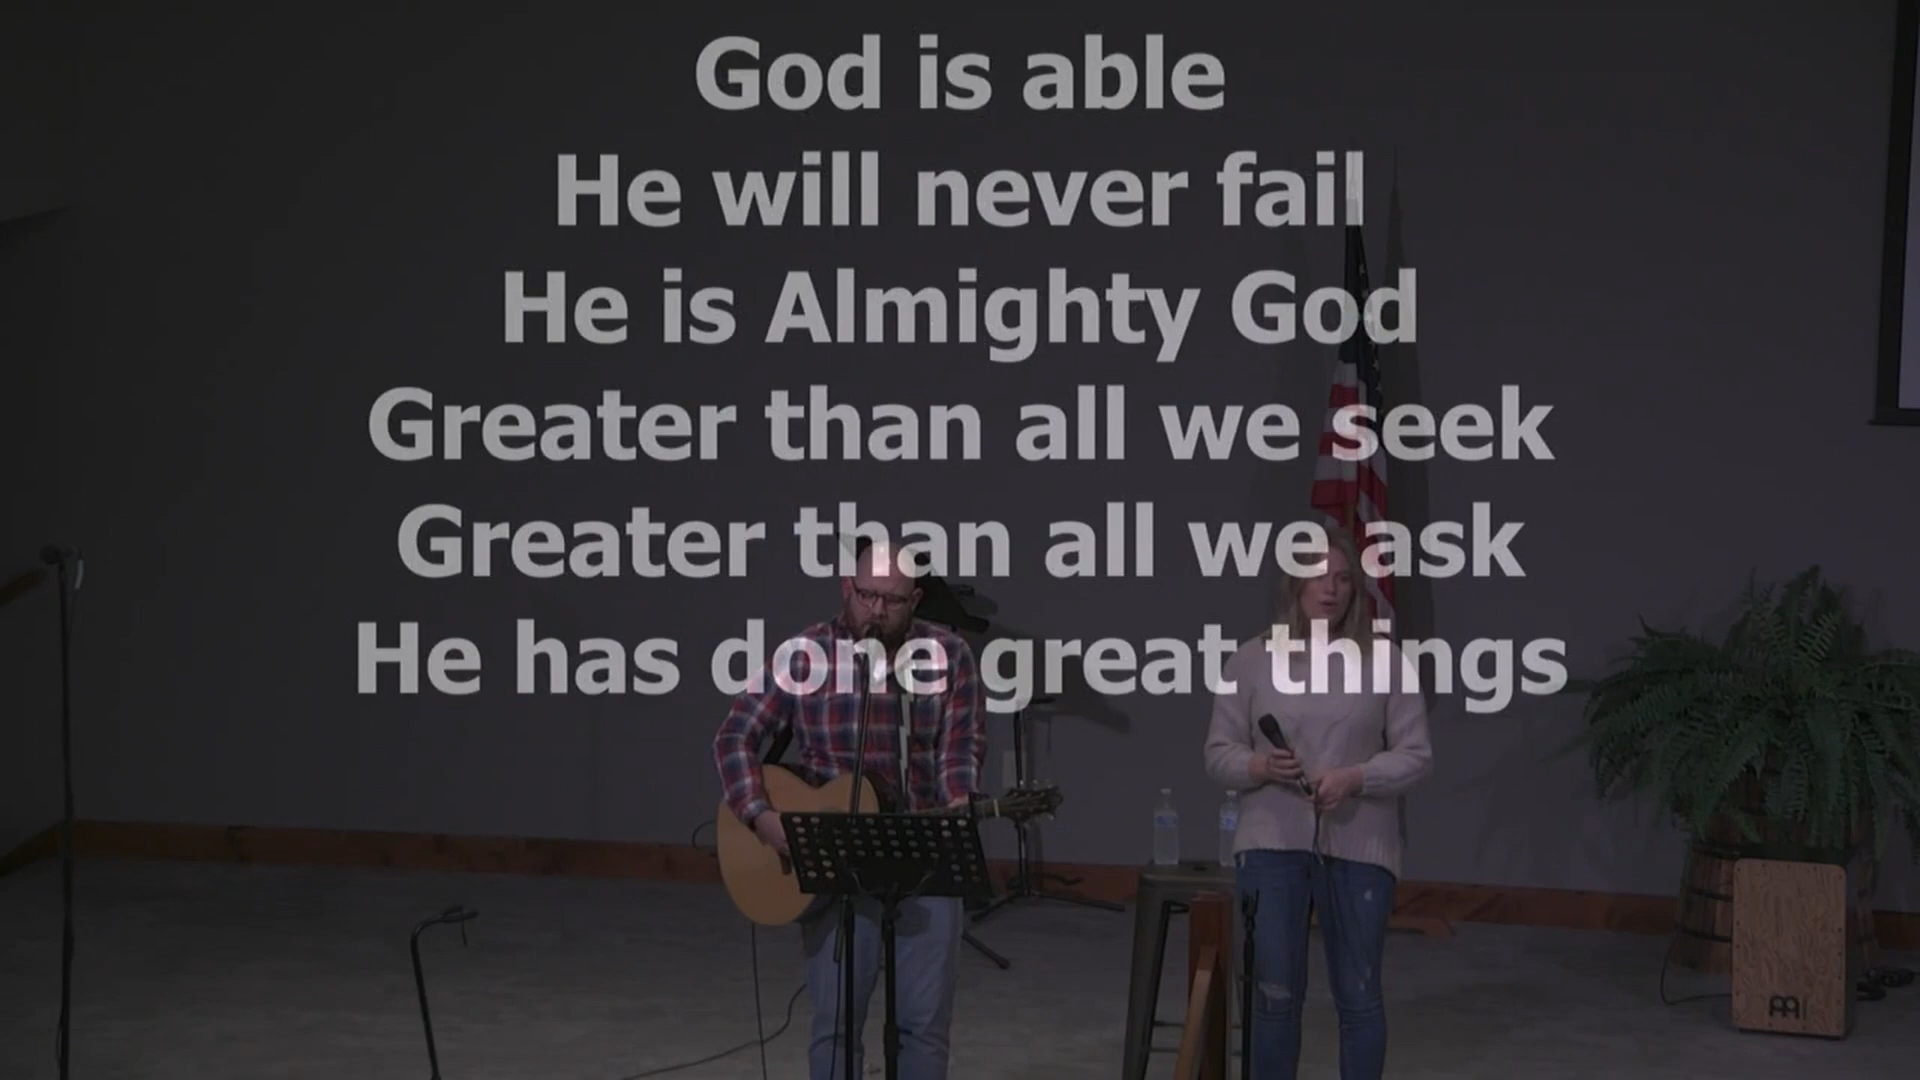 God is able
He will never fail
He is Almighty God
Greater than all we seek
Greater than all we ask
He has done great things